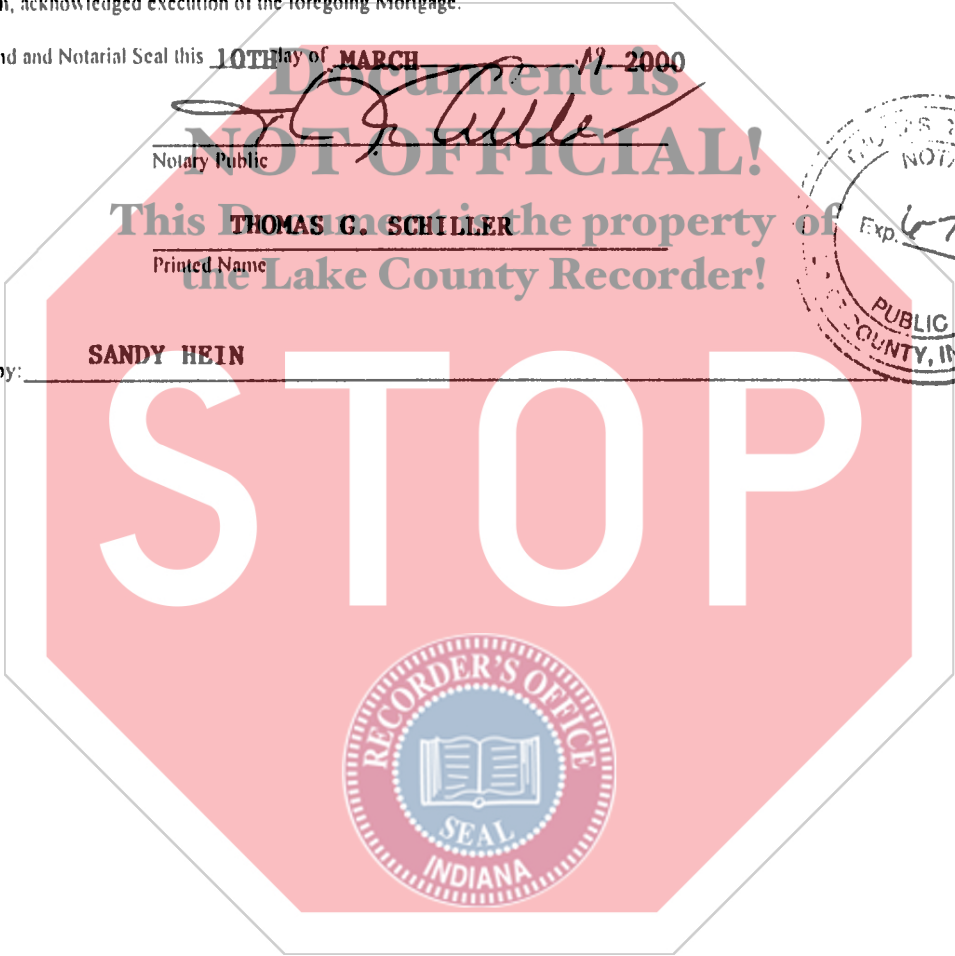 acknowledged execution of the foregoing Mortgage.
and Notarial Seal this 10TH day of MARCH 19 2000
Document is
NOT OFFICIAL!
Notary Public
This Document is the property of
THOMAS G. SCHILLER
Printed Name
the Lake County Recorder!
NOTA
Exp. 6-7
PUBLIC
COUNTY, IN
by: SANDY HEIN
STOP
RECORDER'S OFFICE
SEAL
INDIANA